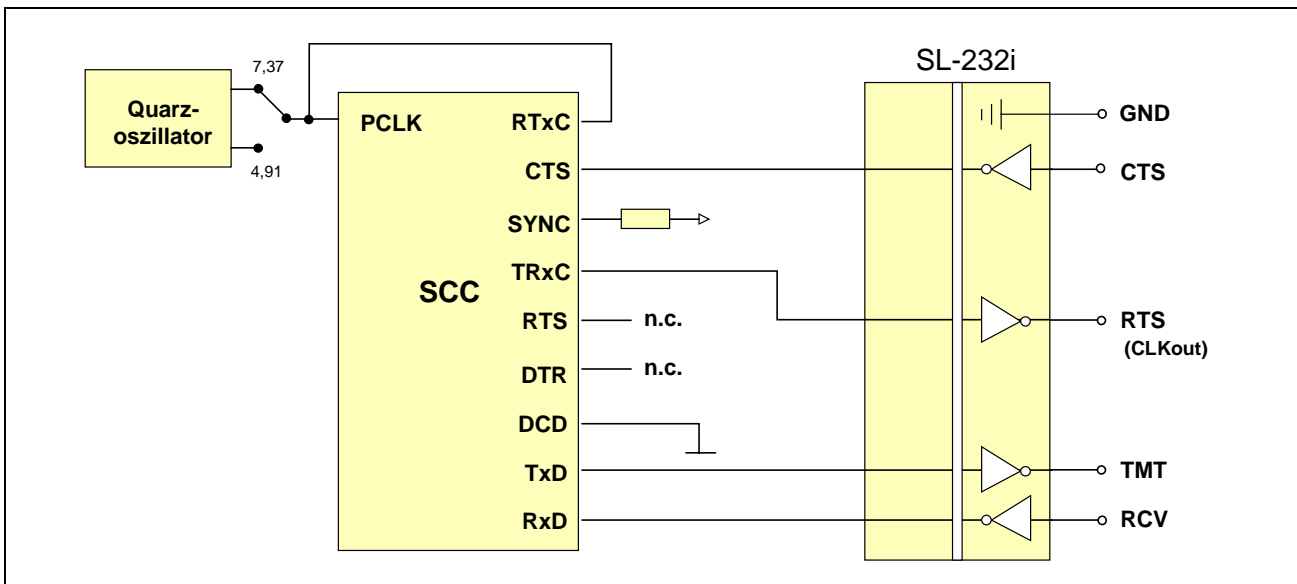 SL-232i
7,37
Quarz-
oszillator
4,91
PCLK
RTxC
GND
CTS
CTS
SYNC
TRxC
SCC
RTS
n.c.
RTS
(CLKout)
DTR
n.c.
DCD
TxD
TMT
RxD
RCV